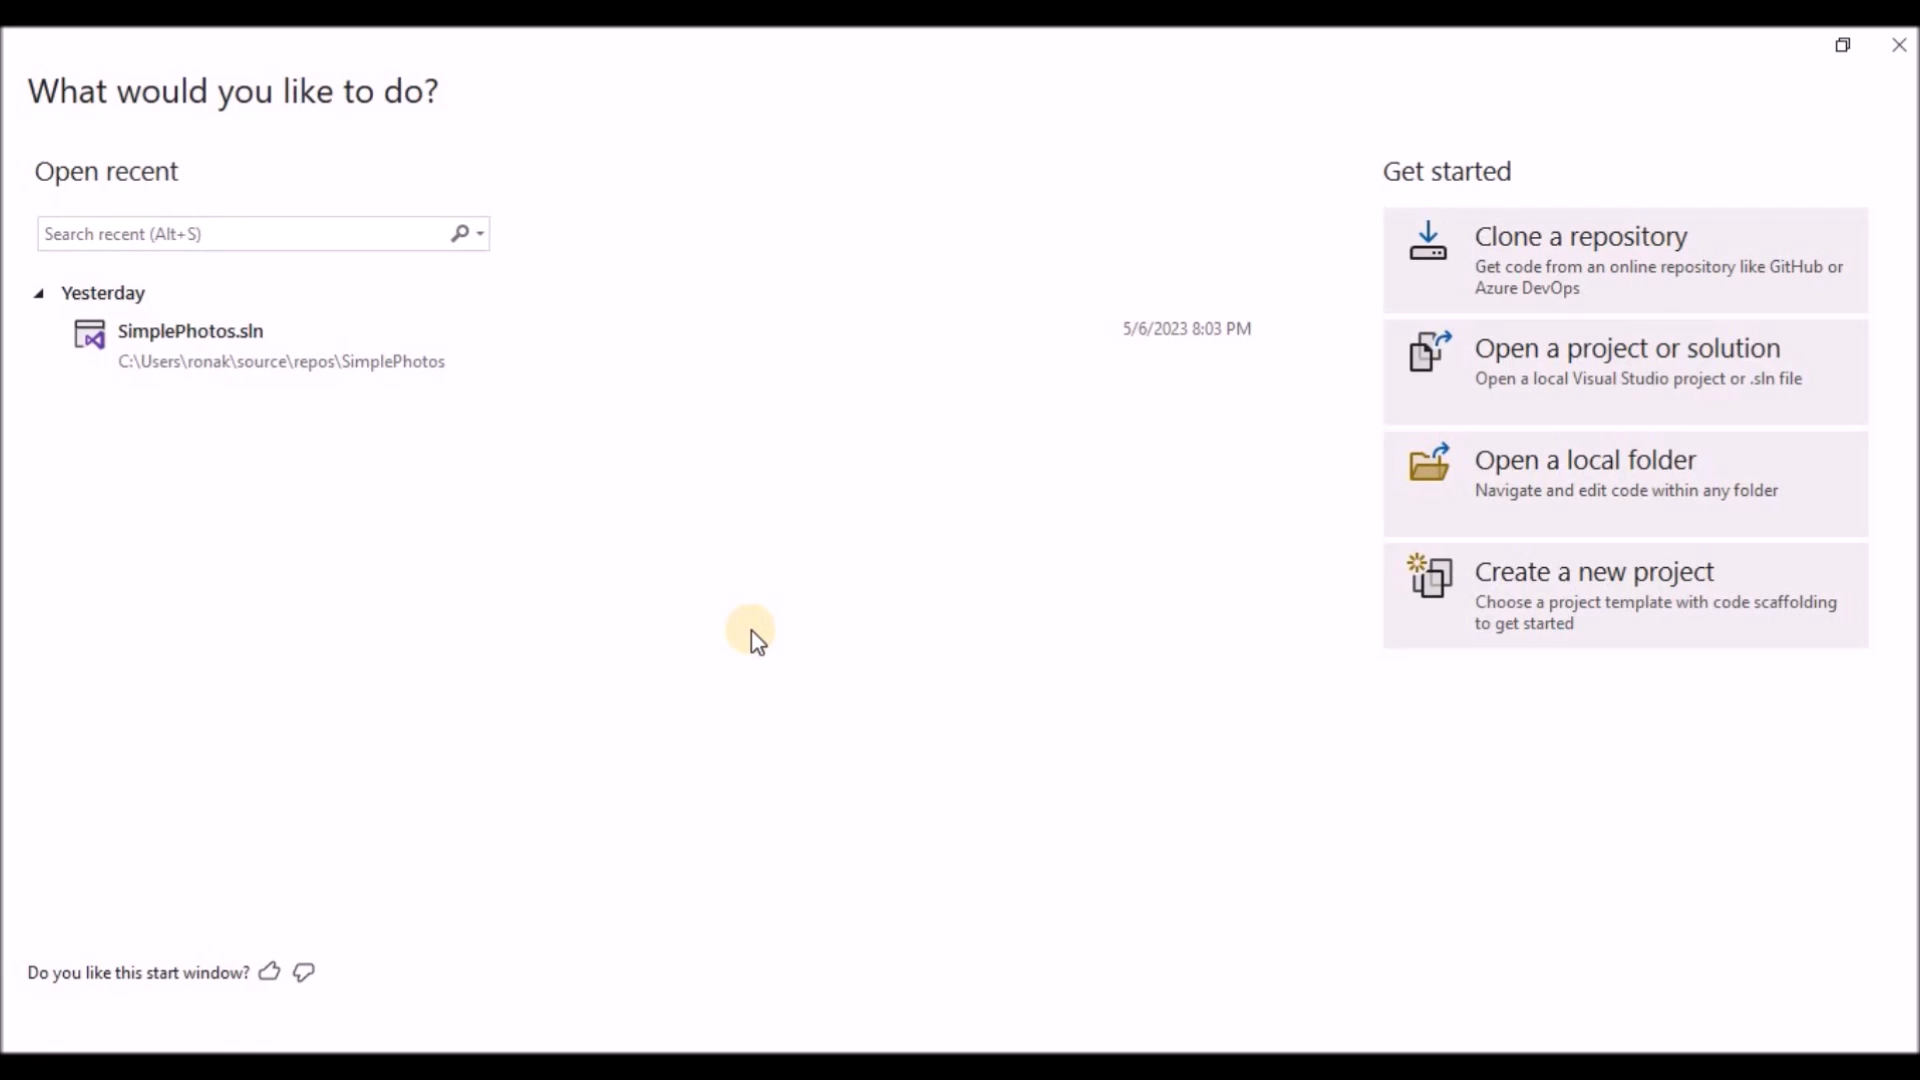 What would you like to do?
Open recent
Search recent (Alt+S)
Yesterday
SimplePhotos.sln
5/6/2023 8:03 PM
C:\Users\ronak\source\repos\SimplePhotos
Get started
Clone a repository
Get code from an online repository like GitHub or
Azure DevOps
Open a project or solution
Open a local Visual Studio project or .sln file
Open a local folder
Navigate and edit code within any folder
Create a new project
Choose a project template with code scaffolding
to get started
Do you like this start window?